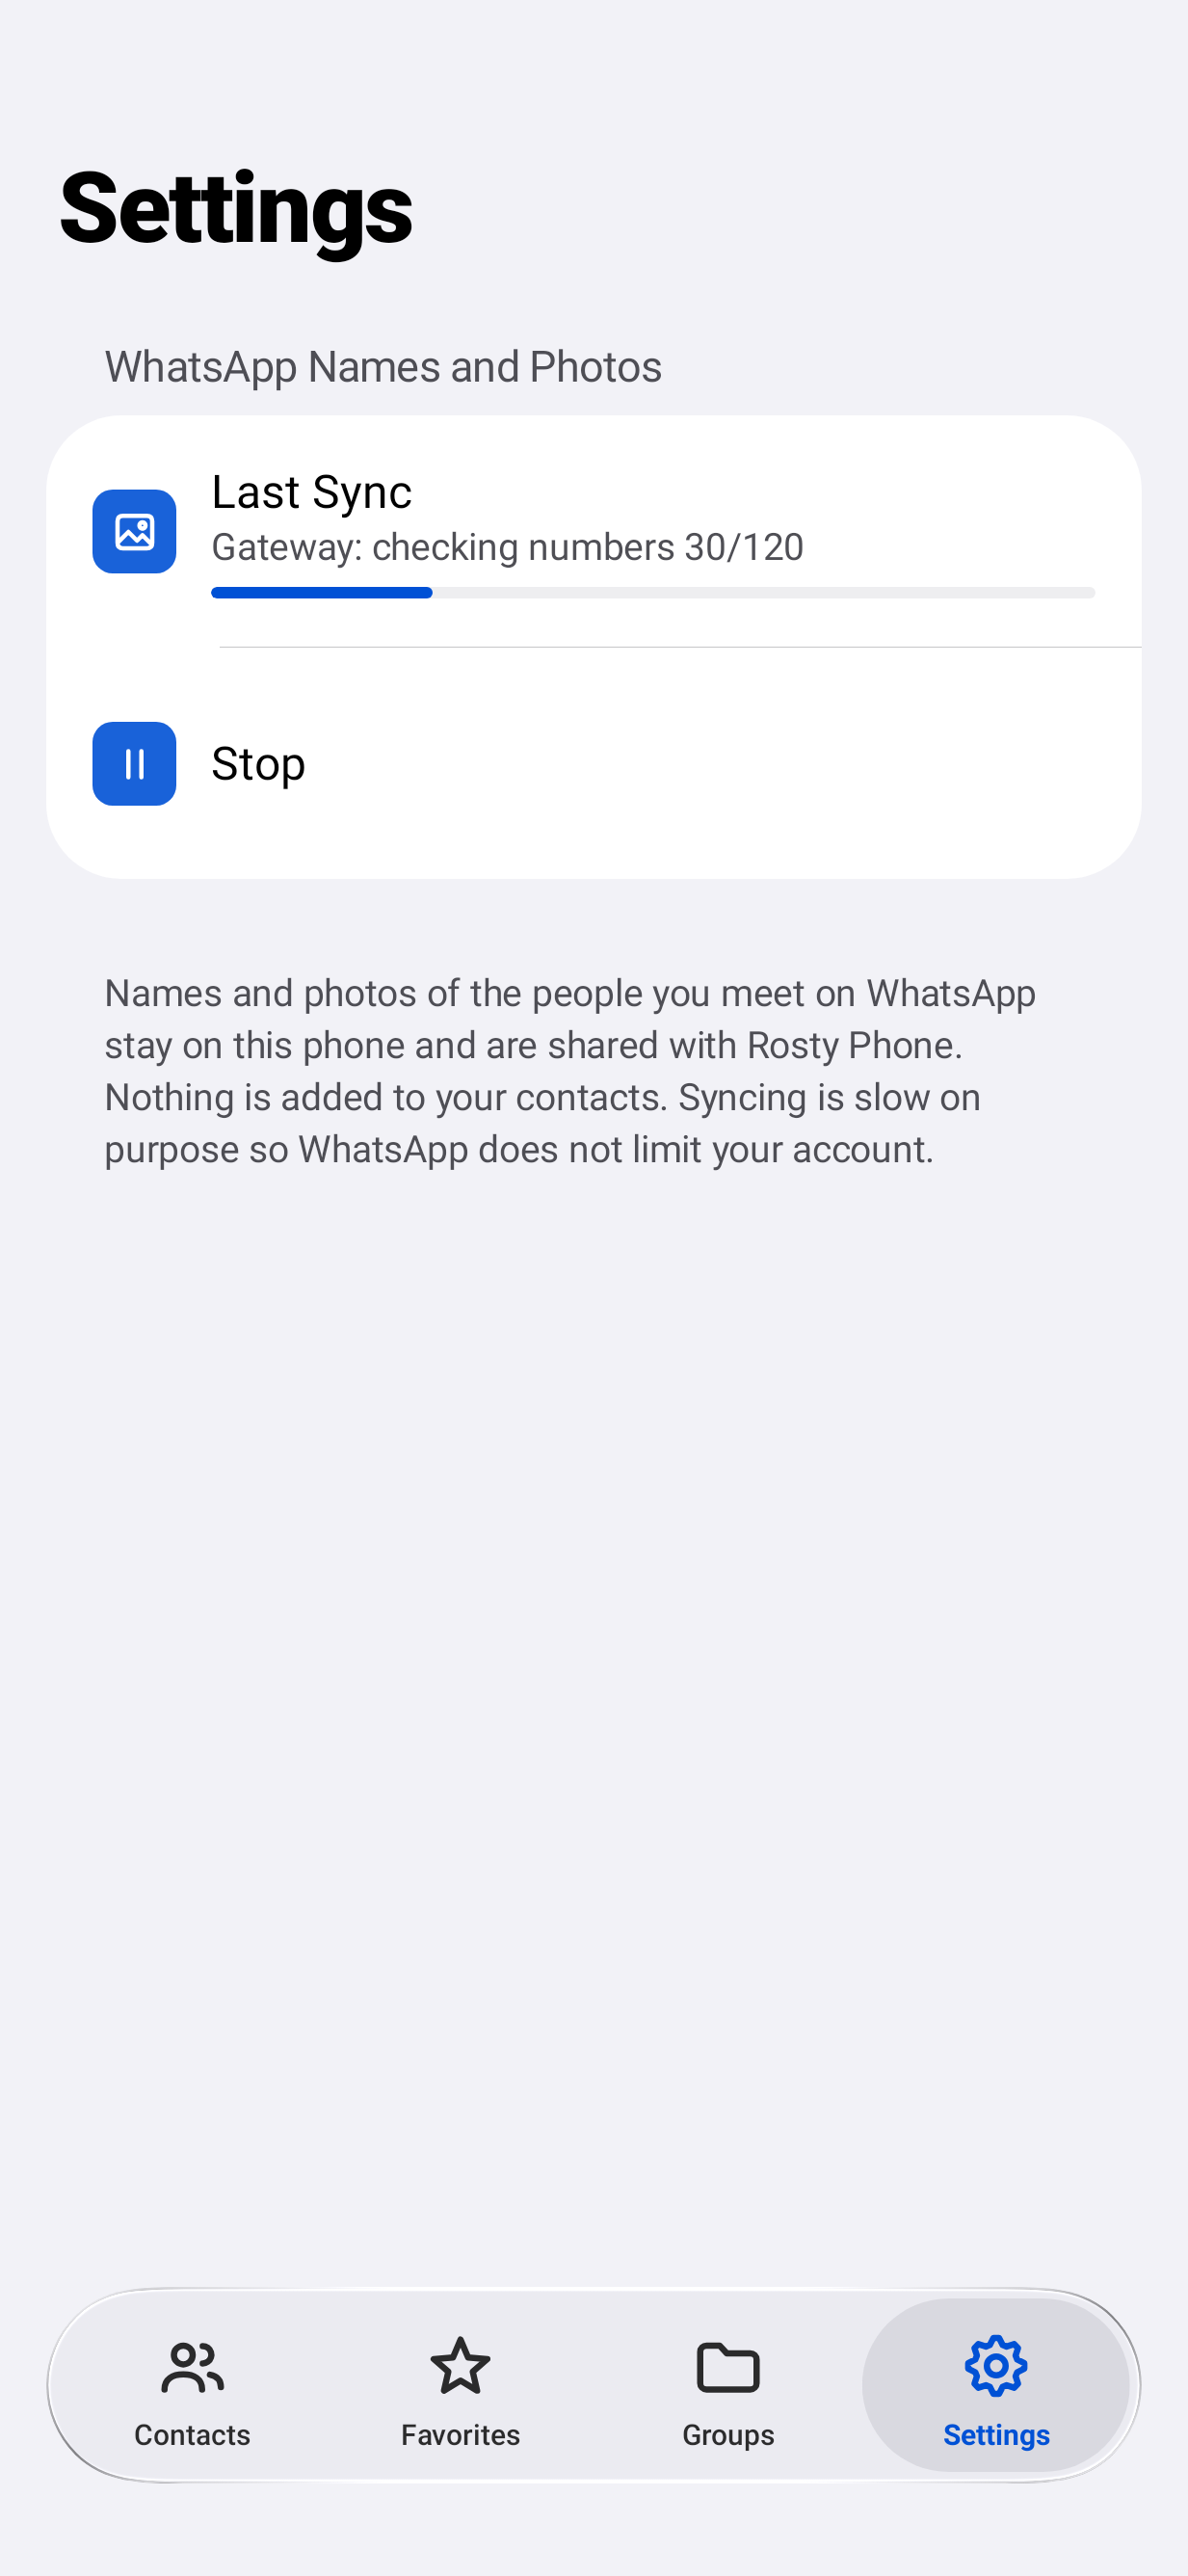 Settings
WhatsApp Names and Photos
Last Sync
Gateway: checking numbers 30/120
Stop
Names and photos of the people you meet on WhatsApp
stay on this phone and are shared with Rosty Phone.
Nothing is added to your contacts. Syncing is slow on
purpose so WhatsApp does not limit your account.
Contacts
Favorites
Groups
Settings